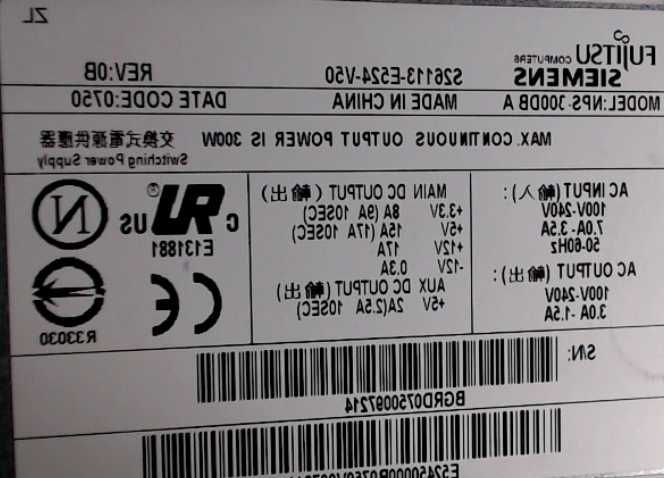 FUJITSU COMPUTERS
SIEMENS
S26113-E524-V50
REV:0B
MODEL:NPS-300DB A
MADE IN CHINA
DATE CODE:0750
MAX. CONTINUOUS OUTPUT POWER IS 300W
交換式電源供應器
Switching Power Supply
AC INPUT (輸入):
100V-240V
7.0A - 3.5A
50-60Hz
AC OUTPUT (輸出):
100V-240V
3.0A -1.5A
MAIN DC OUTPUT (輸出)
+3.3V 8A (9A 10SEC)
+5V 15A (17A 10SEC)
+12V 17A
-12V 0.3A
AUX DC OUTPUT (輸出)
+5V 2A(2.5A 10SEC)
C RU® US
E131881
N
CE
R33030
S/N:
BGRD0750097214
ZL